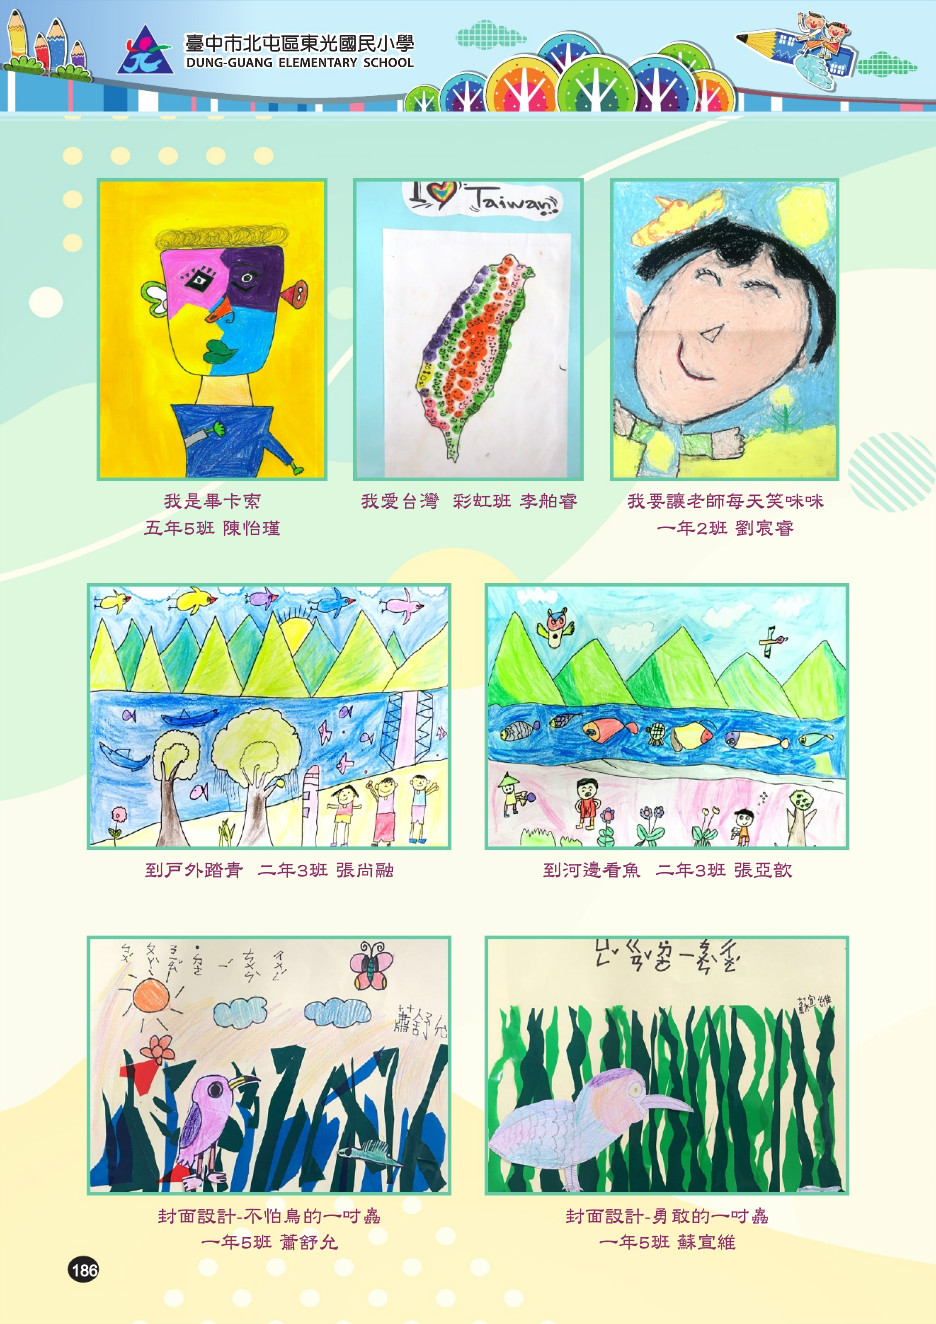 臺中市北屯區東光國民小學
DUNG-GUANG ELEMENTARY SCHOOL
I Taiwan
我是畢卡索
五年5班 陳怡瑾
我愛台灣 彩虹班 李舶睿
我要讓老師每天笑咪咪
一年2班 劉宸睿
到戶外踏青 二年3班 張尚融
到河邊看魚 二年3班 張亞歆
蕭舒允
蘇宣維
封面設計-不怕鳥的一吋蟲
一年5班 蕭舒允
封面設計-勇敢的一吋蟲
一年5班 蘇宣維
186